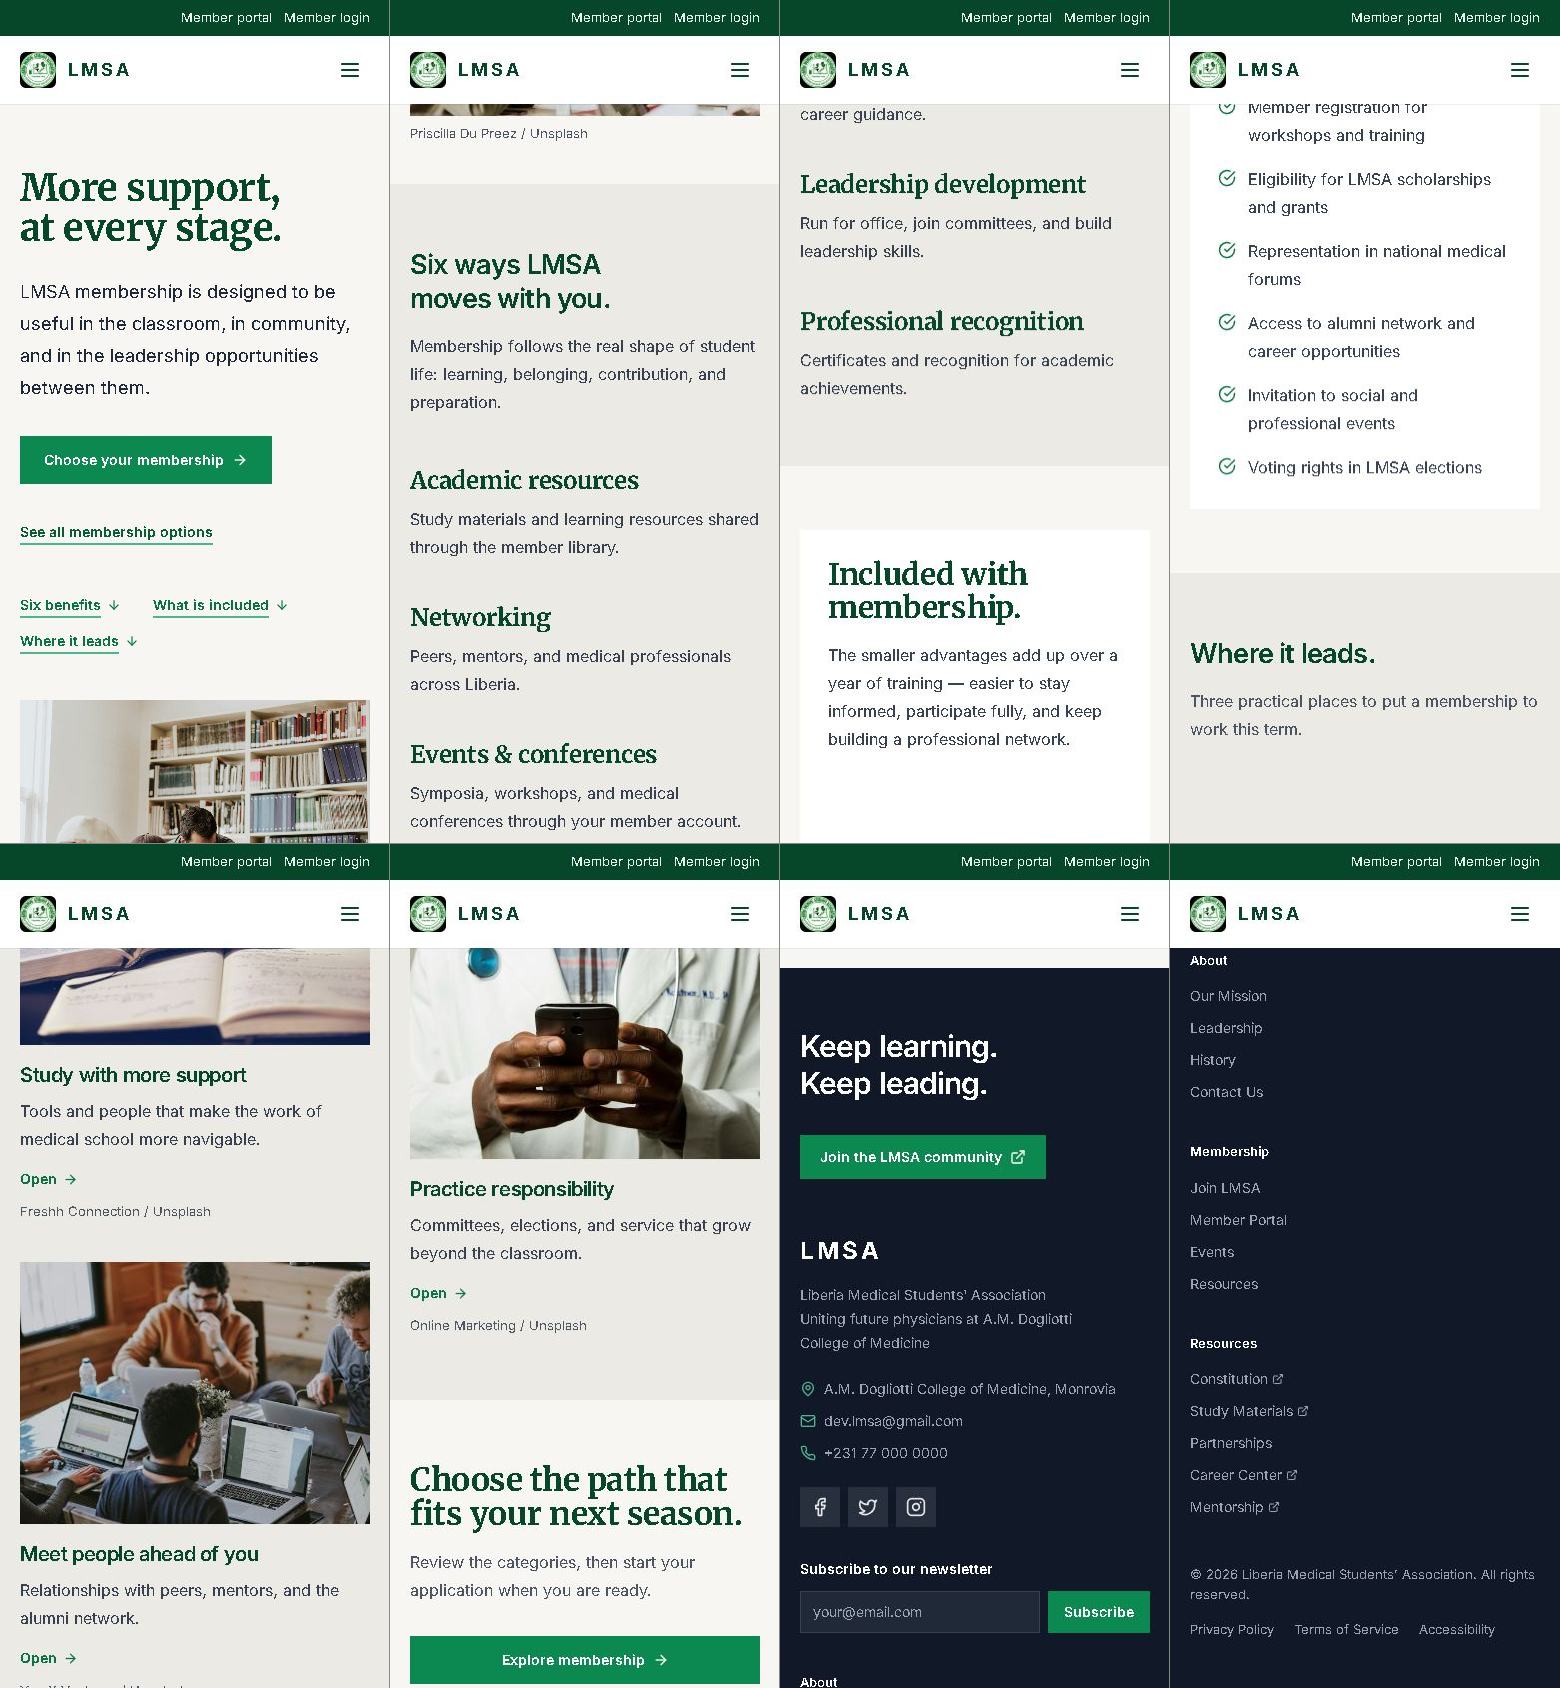 Member portal Member login
LMSA
More support,
at every stage.
LMSA membership is designed to be
useful in the classroom, in community,
and in the leadership opportunities
between them.
Choose your membership
See all membership options
Six benefits What is included
Where it leads
Member portal Member login
LMSA
Priscilla Du Preez / Unsplash
Six ways LMSA
moves with you.
Membership follows the real shape of student
life: learning, belonging, contribution, and
preparation.
Academic resources
Study materials and learning resources shared
through the member library.
Networking
Peers, mentors, and medical professionals
across Liberia.
Events & conferences
Symposia, workshops, and medical
conferences through your member account.
Member portal Member login
LMSA
career guidance.
Leadership development
Run for office, join committees, and build
leadership skills.
Professional recognition
Certificates and recognition for academic
achievements.
Included with
membership.
The smaller advantages add up over a
year of training — easier to stay
informed, participate fully, and keep
building a professional network.
Member portal Member login
LMSA
Member registration for
workshops and training
Eligibility for LMSA scholarships
and grants
Representation in national medical
forums
Access to alumni network and
career opportunities
Invitation to social and
professional events
Voting rights in LMSA elections
Where it leads.
Three practical places to put a membership to
work this term.
Member portal Member login
LMSA
Study with more support
Tools and people that make the work of
medical school more navigable.
Open
Freshh Connection / Unsplash
Meet people ahead of you
Relationships with peers, mentors, and the
alumni network.
Open
Member portal Member login
LMSA
Practice responsibility
Committees, elections, and service that grow
beyond the classroom.
Open
Online Marketing / Unsplash
Choose the path that
fits your next season.
Review the categories, then start your
application when you are ready.
Explore membership
Member portal Member login
LMSA
Keep learning.
Keep leading.
Join the LMSA community
LMSA
Liberia Medical Students' Association
Uniting future physicians at A.M. Dogliotti
College of Medicine
A.M. Dogliotti College of Medicine, Monrovia
dev.lmsa@gmail.com
+231 77 000 0000
Subscribe to our newsletter
your@email.com Subscribe
About
Member portal Member login
LMSA
About
Our Mission
Leadership
History
Contact Us
Membership
Join LMSA
Member Portal
Events
Resources
Resources
Constitution
Study Materials
Partnerships
Career Center
Mentorship
© 2026 Liberia Medical Students' Association. All rights
reserved.
Privacy Policy Terms of Service Accessibility